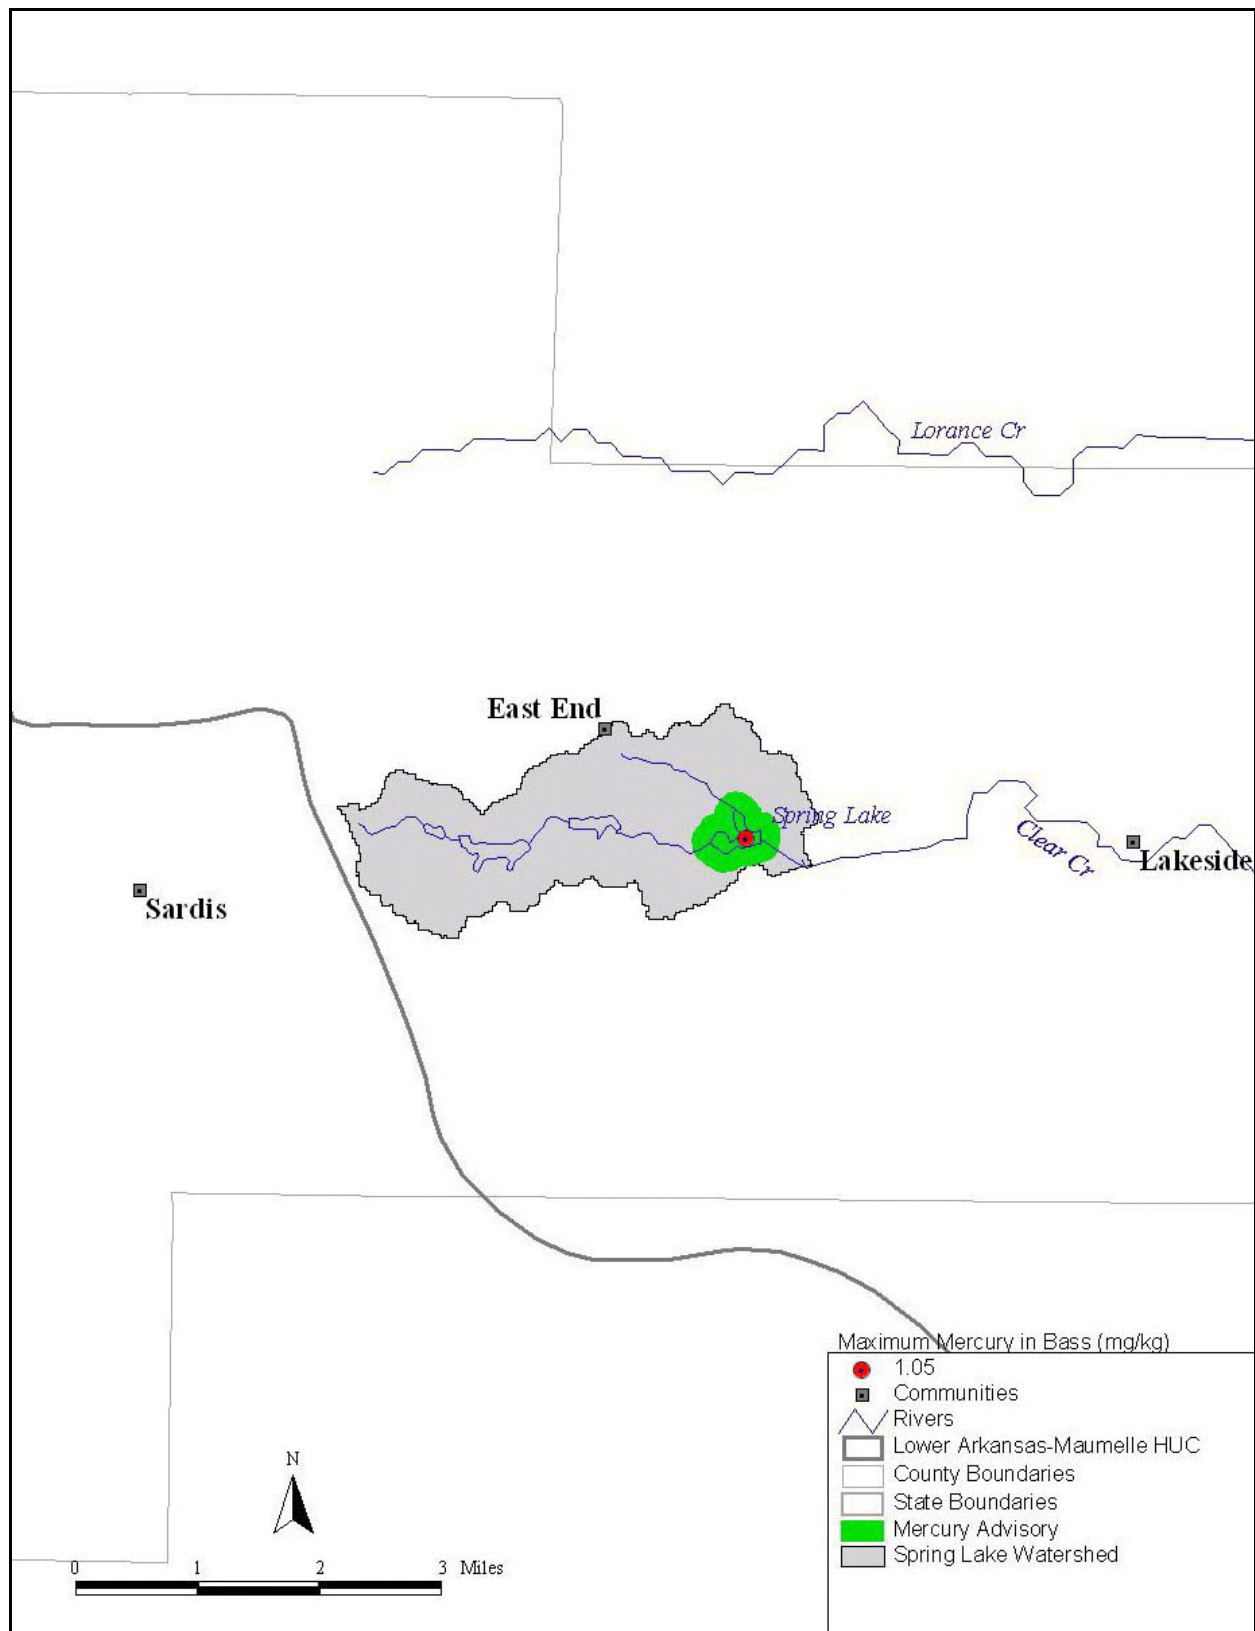 Lorance Cr
East End
Spring Lake
Clear Cr
Lakeside
Sardis
Maximum Mercury in Bass (mg/kg)
1.05
Communities
Rivers
Lower Arkansas-Maumelle HUC
County Boundaries
State Boundaries
Mercury Advisory
Spring Lake Watershed
N
0 1 2 3 Miles